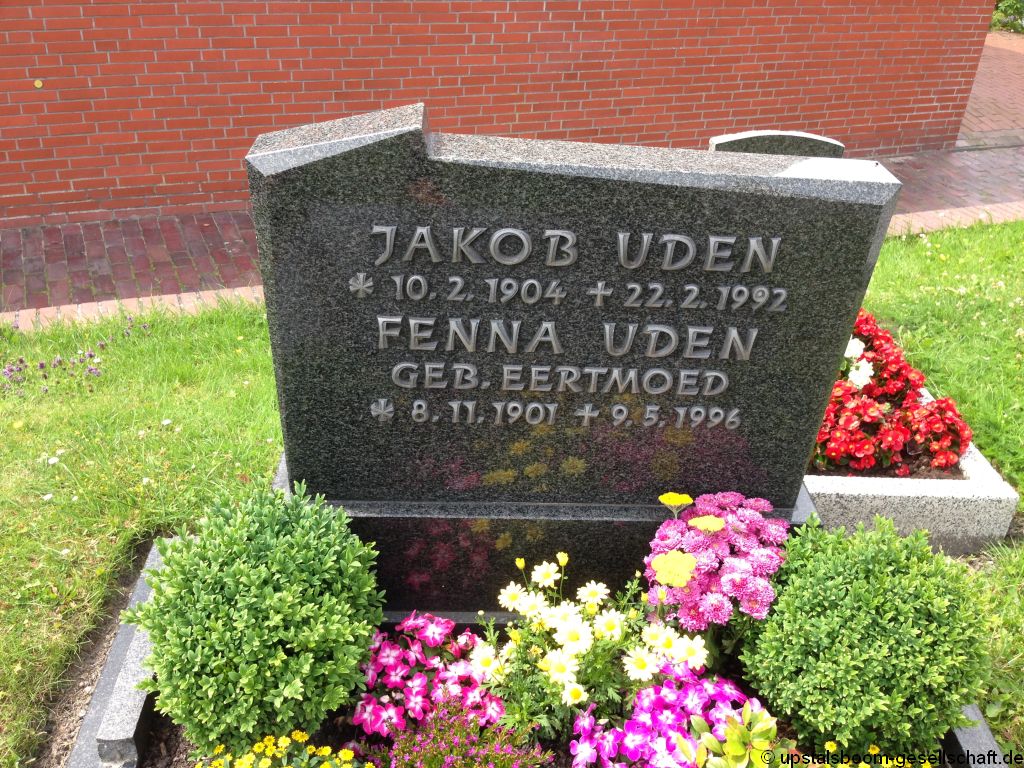 JAKOB UDEN
* 10. 2. 1904 + 22. 2. 1992
FENNA UDEN
GEB. EERTMOED
* 8. 11. 1901 + 9. 5. 1996
© upstalsboom-gesellschaft.de